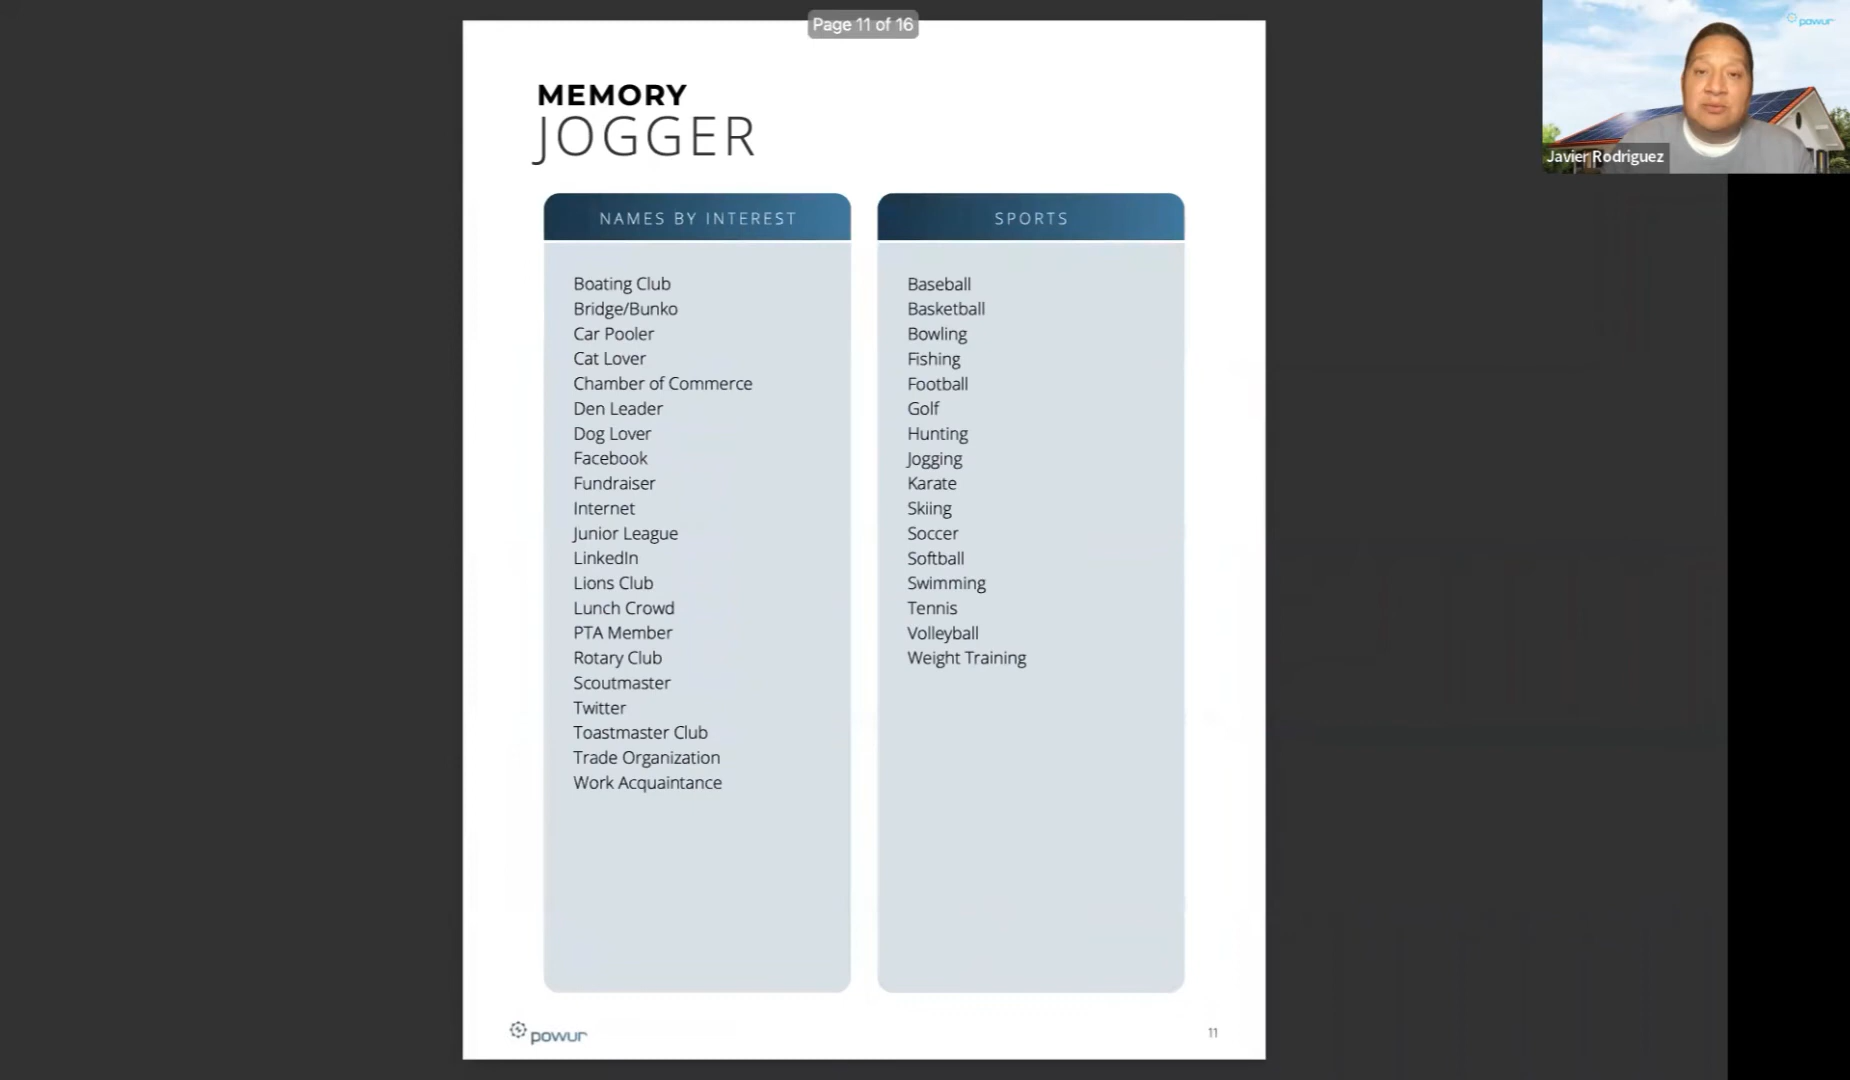 Page 11 of 16
powur
Javier Rodriguez
MEMORY
JOGGER
NAMES BY INTEREST
Boating Club
Bridge/Bunko
Car Pooler
Cat Lover
Chamber of Commerce
Den Leader
Dog Lover
Facebook
Fundraiser
Internet
Junior League
LinkedIn
Lions Club
Lunch Crowd
PTA Member
Rotary Club
Scoutmaster
Twitter
Toastmaster Club
Trade Organization
Work Acquaintance
SPORTS
Baseball
Basketball
Bowling
Fishing
Football
Golf
Hunting
Jogging
Karate
Skiing
Soccer
Softball
Swimming
Tennis
Volleyball
Weight Training
powur
11